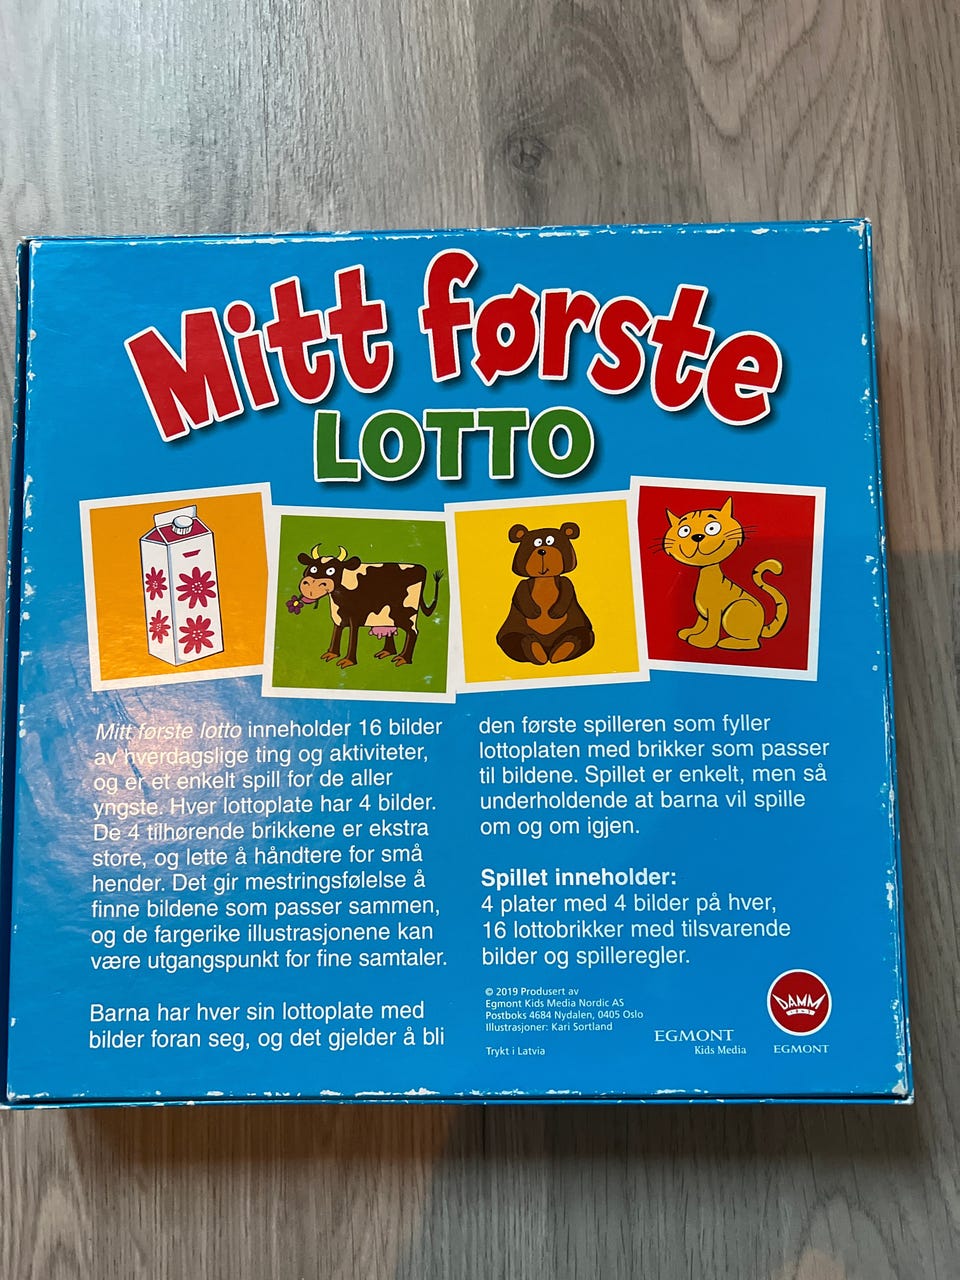 Mitt første
LOTTO
Mitt første lotto inneholder 16 bilder
av hverdagslige ting og aktiviteter,
og er et enkelt spill for de aller
yngste. Hver lottoplate har 4 bilder.
De 4 tilhørende brikkene er ekstra
store, og lette å håndtere for små
hender. Det gir mestringsfølelse å
finne bildene som passer sammen,
og de fargerike illustrasjonene kan
være utgangspunkt for fine samtaler.
Barna har hver sin lottoplate med
bilder foran seg, og det gjelder å bli
den første spilleren som fyller
lottoplaten med brikker som passer
til bildene. Spillet er enkelt, men så
underholdende at barna vil spille
om og om igjen.
Spillet inneholder:
4 plater med 4 bilder på hver,
16 lottobrikker med tilsvarende
bilder og spilleregler.
© 2019 Produsert av
Egmont Kids Media Nordic AS
Postboks 4684 Nydalen, 0405 Oslo
Illustrasjoner: Kari Sortland
Trykt i Latvia
EGMONT
Kids Media
DAMM
EGMONT